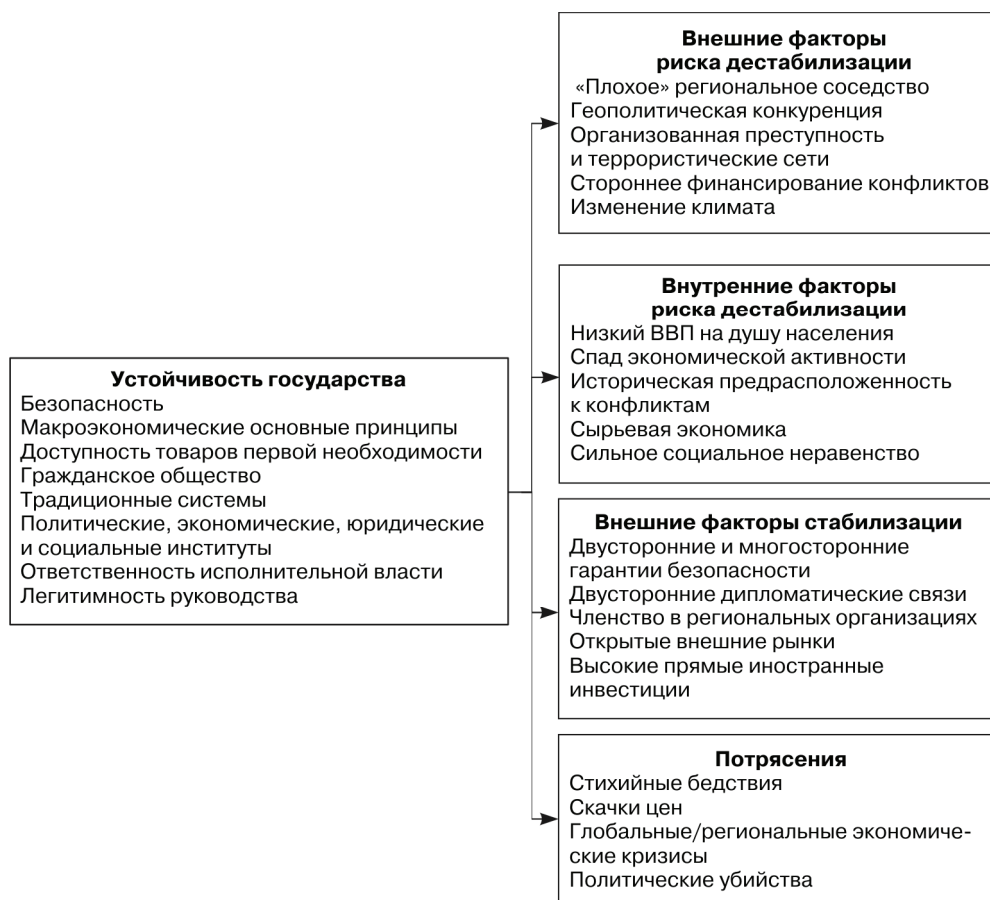 Внешние факторы
риска дестабилизации
«Плохое» региональное соседство
Геополитическая конкуренция
Организованная преступность
и террористические сети
Стороннее финансирование конфликтов
Изменение климата
Внутренние факторы
риска дестабилизации
Низкий ВВП на душу населения
Спад экономической активности
Историческая предрасположенность
к конфликтам
Сырьевая экономика
Сильное социальное неравенство
Устойчивость государства
Безопасность
Макроэкономические основные принципы
Доступность товаров первой необходимости
Гражданское общество
Традиционные системы
Политические, экономические, юридические
и социальные институты
Ответственность исполнительной власти
Легитимность руководства
Внешние факторы стабилизации
Двусторонние и многосторонние
гарантии безопасности
Двусторонние дипломатические связи
Членство в региональных организациях
Открытые внешние рынки
Высокие прямые иностранные
инвестиции
Потрясения
Стихийные бедствия
Скачки цен
Глобальные/региональные экономиче-
ские кризисы
Политические убийства